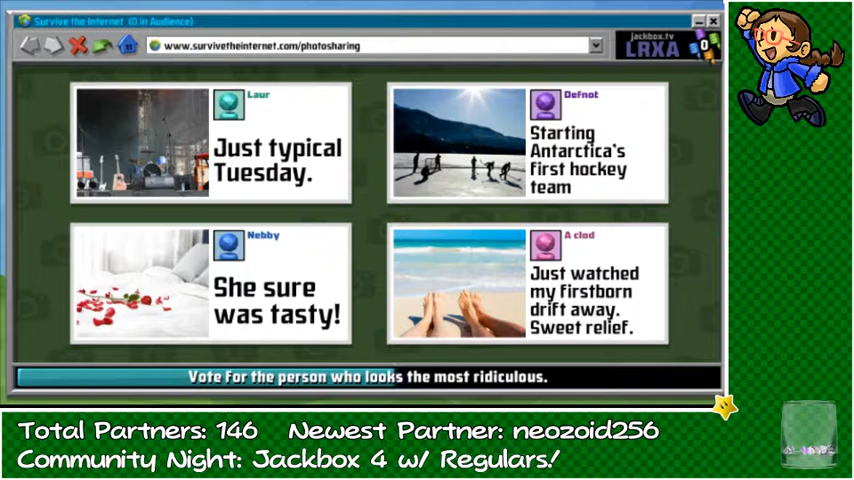 Survive the Internet (0 in Audience)
www.survivetheinternet.com/photosharing
jackbox.tv
LRXA
0
Laur
Just typical
Tuesday.
Defnot
Starting
Antarctica's
first hockey
team
Nebby
She sure
was tasty!
A clod
Just watched
my firstborn
drift away.
Sweet relief.
Vote for the person who looks the most ridiculous.
Total Partners: 146 Newest Partner: neozoid256
Community Night: Jackbox 4 w/ Regulars!